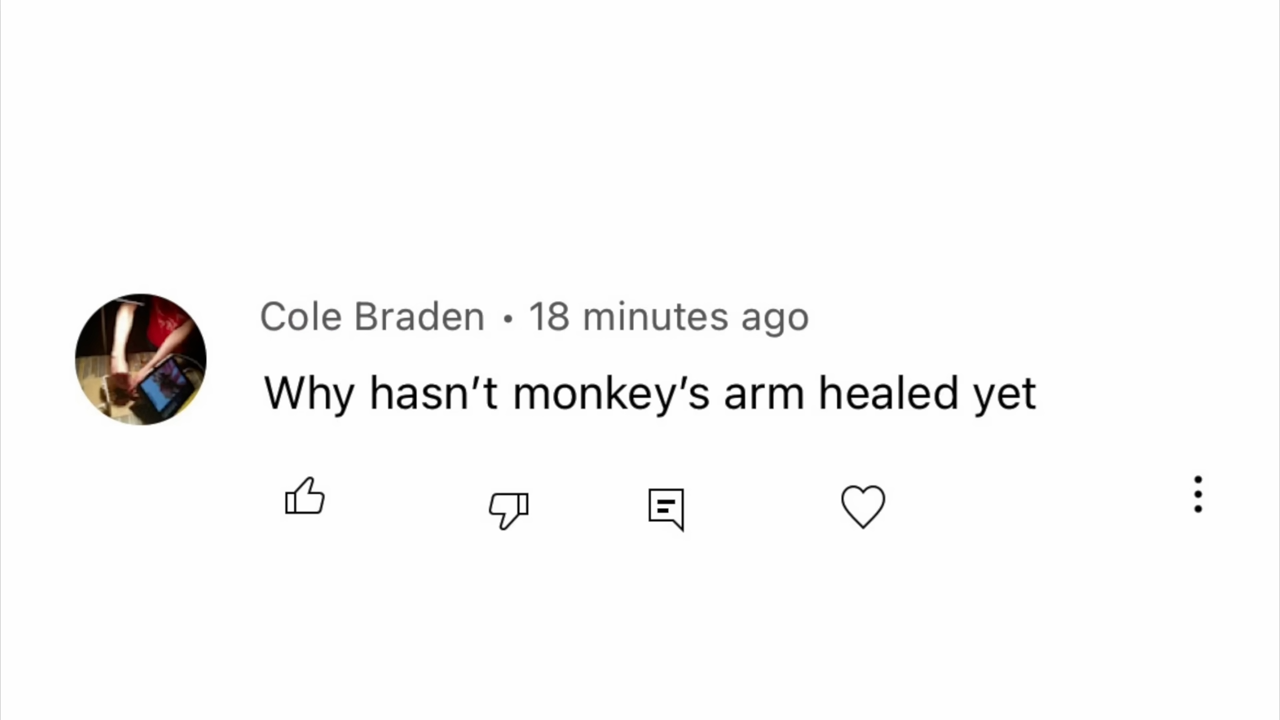 Cole Braden • 18 minutes ago
Why hasn’t monkey’s arm healed yet